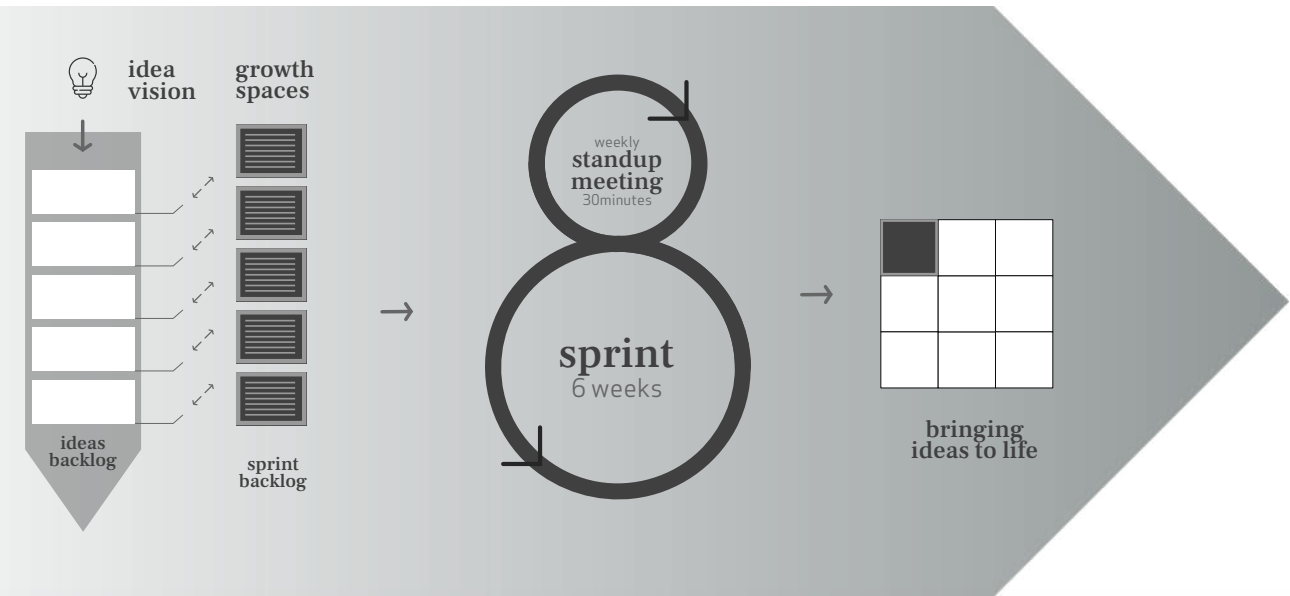 idea
vision
growth
spaces
ideas
backlog
sprint
backlog
weekly
standup
meeting
30minutes
sprint
6 weeks
bringing
ideas to life